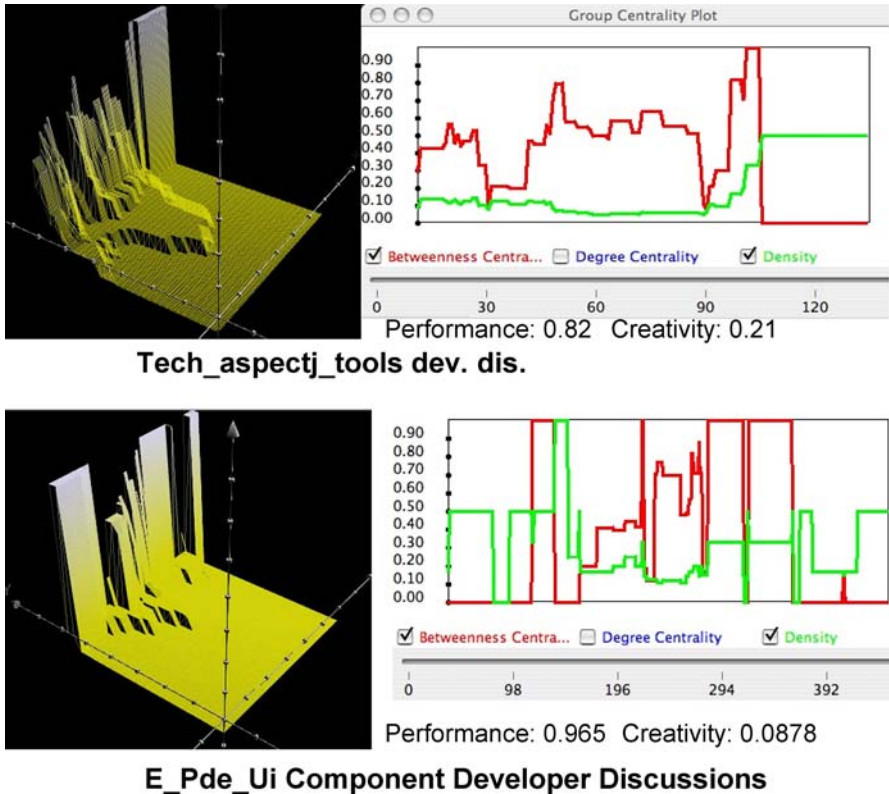 Group Centrality Plot
0.90
0.80
0.70
0.60
0.50
0.40
0.30
0.20
0.10
0.00
Betweenness Centra... Degree Centrality Density
0 30 60 90 120
Performance: 0.82 Creativity: 0.21
Tech_aspectj_tools dev. dis.
0.90
0.80
0.70
0.60
0.50
0.40
0.30
0.20
0.10
0.00
Betweenness Centra... Degree Centrality Density
0 98 196 294 392
Performance: 0.965 Creativity: 0.0878
E_Pde_Ui Component Developer Discussions